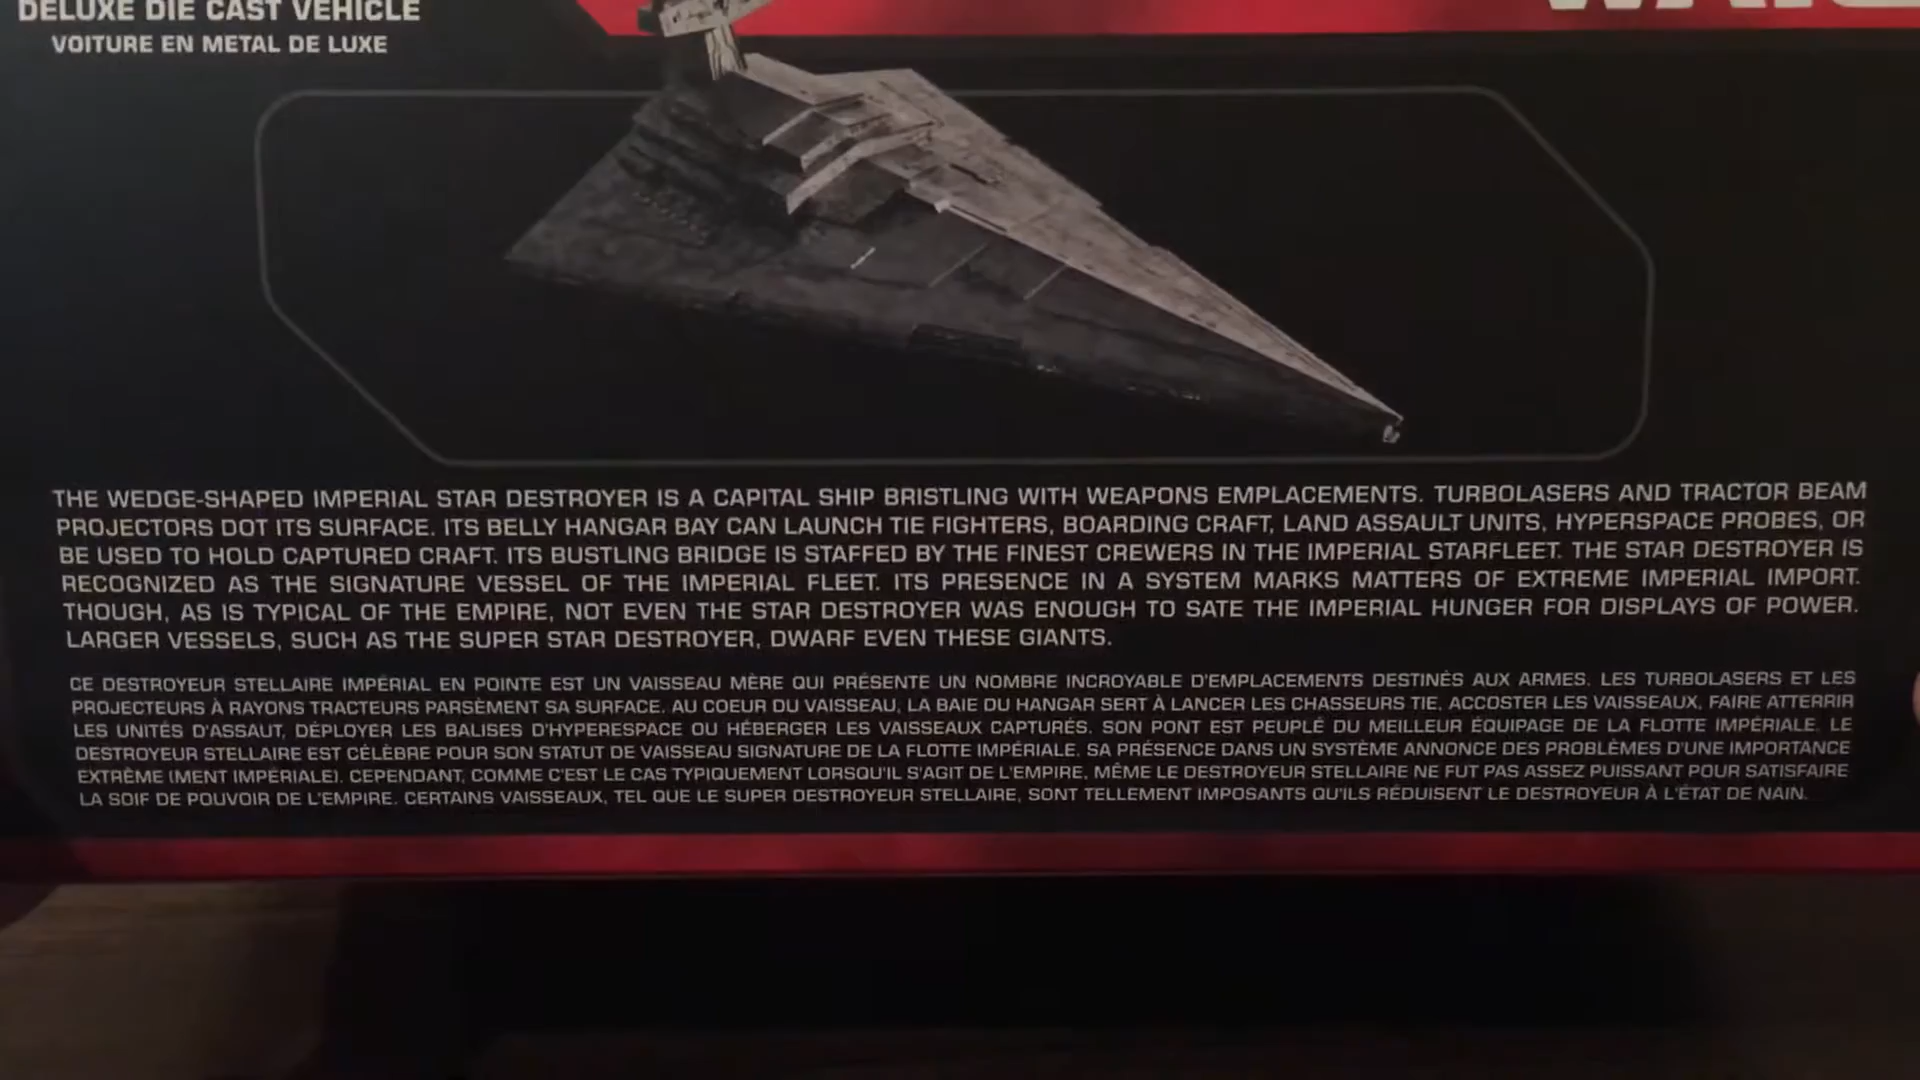 DELUXE DIE CAST VEHICLE
VOITURE EN METAL DE LUXE
THE WEDGE-SHAPED IMPERIAL STAR DESTROYER IS A CAPITAL SHIP BRISTLING WITH WEAPONS EMPLACEMENTS. TURBOLASERS AND TRACTOR BEAM
PROJECTORS DOT ITS SURFACE. ITS BELLY HANGAR BAY CAN LAUNCH TIE FIGHTERS, BOARDING CRAFT, LAND ASSAULT UNITS, HYPERSPACE PROBES, OR
BE USED TO HOLD CAPTURED CRAFT. ITS BUSTLING BRIDGE IS STAFFED BY THE FINEST CREWERS IN THE IMPERIAL STARFLEET. THE STAR DESTROYER IS
RECOGNIZED AS THE SIGNATURE VESSEL OF THE IMPERIAL FLEET. ITS PRESENCE IN A SYSTEM MARKS MATTERS OF EXTREME IMPERIAL IMPORT.
THOUGH, AS IS TYPICAL OF THE EMPIRE, NOT EVEN THE STAR DESTROYER WAS ENOUGH TO SATE THE IMPERIAL HUNGER FOR DISPLAYS OF POWER.
LARGER VESSELS, SUCH AS THE SUPER STAR DESTROYER, DWARF EVEN THESE GIANTS.
CE DESTROYEUR STELLAIRE IMPÉRIAL EN POINTE EST UN VAISSEAU MÈRE QUI PRÉSENTE UN NOMBRE INCROYABLE D'EMPLACEMENTS DESTINÉS AUX ARMES. LES TURBOLASERS ET LES
PROJECTEURS À RAYONS TRACTEURS PARSÈMENT SA SURFACE. AU COEUR DU VAISSEAU, LA BAIE DU HANGAR SERT À LANCER LES CHASSEURS TIE, ACCOSTER LES VAISSEAUX, FAIRE ATTERRIR
LES UNITÉS D'ASSAUT, DÉPLOYER LES BALISES D'HYPERESPACE OU HÉBERGER LES VAISSEAUX CAPTURÉS. SON PONT EST PEUPLÉ DU MEILLEUR ÉQUIPAGE DE LA FLOTTE IMPÉRIALE. LE
DESTROYEUR STELLAIRE EST CÉLÈBRE POUR SON STATUT DE VAISSEAU SIGNATURE DE LA FLOTTE IMPÉRIALE. SA PRÉSENCE DANS UN SYSTÈME ANNONCE DES PROBLÈMES D'UNE IMPORTANCE
EXTRÊME (MENT IMPÉRIALE). CEPENDANT, COMME C'EST LE CAS TYPIQUEMENT LORSQU'IL S'AGIT DE L'EMPIRE, MÊME LE DESTROYEUR STELLAIRE NE FUT PAS ASSEZ PUISSANT POUR SATISFAIRE
LA SOIF DE POUVOIR DE L'EMPIRE. CERTAINS VAISSEAUX, TEL QUE LE SUPER DESTROYEUR STELLAIRE, SONT TELLEMENT IMPOSANTS QU'ILS RÉDUISENT LE DESTROYEUR À L'ÉTAT DE NAIN.